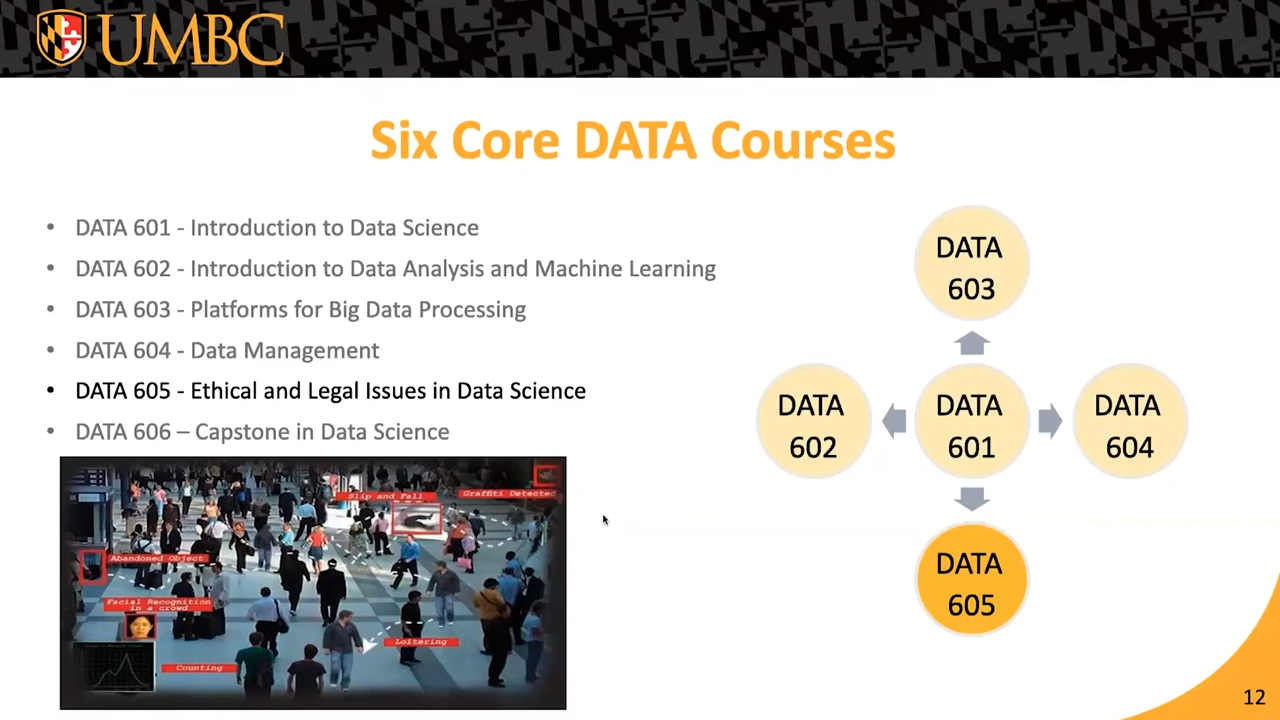 UMBC
Six Core DATA Courses
• DATA 601 - Introduction to Data Science
• DATA 602 - Introduction to Data Analysis and Machine Learning
• DATA 603 - Platforms for Big Data Processing
• DATA 604 - Data Management
• DATA 605 - Ethical and Legal Issues in Data Science
• DATA 606 – Capstone in Data Science
DATA
603
DATA
602
DATA
601
DATA
604
DATA
605
Slip and Fall
Graffiti Detected
Abandoned Object
Facial Recognition
in a crowd
Loitering
Counting
12